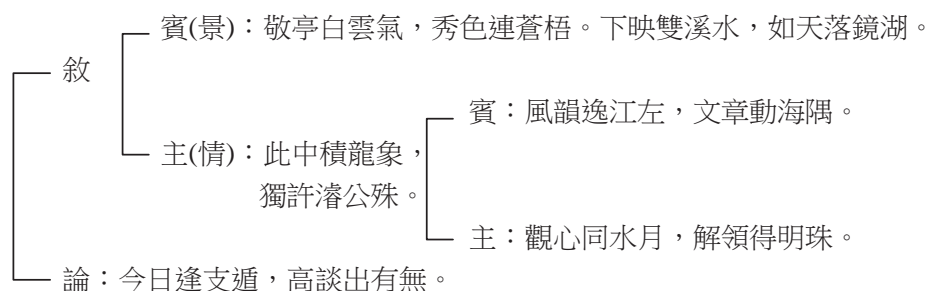 賓(景)：敬亭白雲氣，秀色連蒼梧。下映雙溪水，如天落鏡湖。
敘
賓：風韻逸江左，文章動海隅。
主(情)：此中積龍象，
獨許濬公殊。
主：觀心同水月，解領得明珠。
論：今日逢支遁，高談出有無。